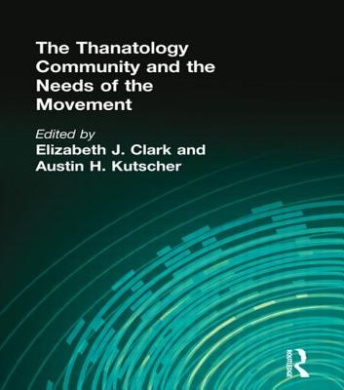 The Thanatology
Community and the
Needs of the
Movement
Edited by
Elizabeth J. Clark and
Austin H. Kutscher
Routledge